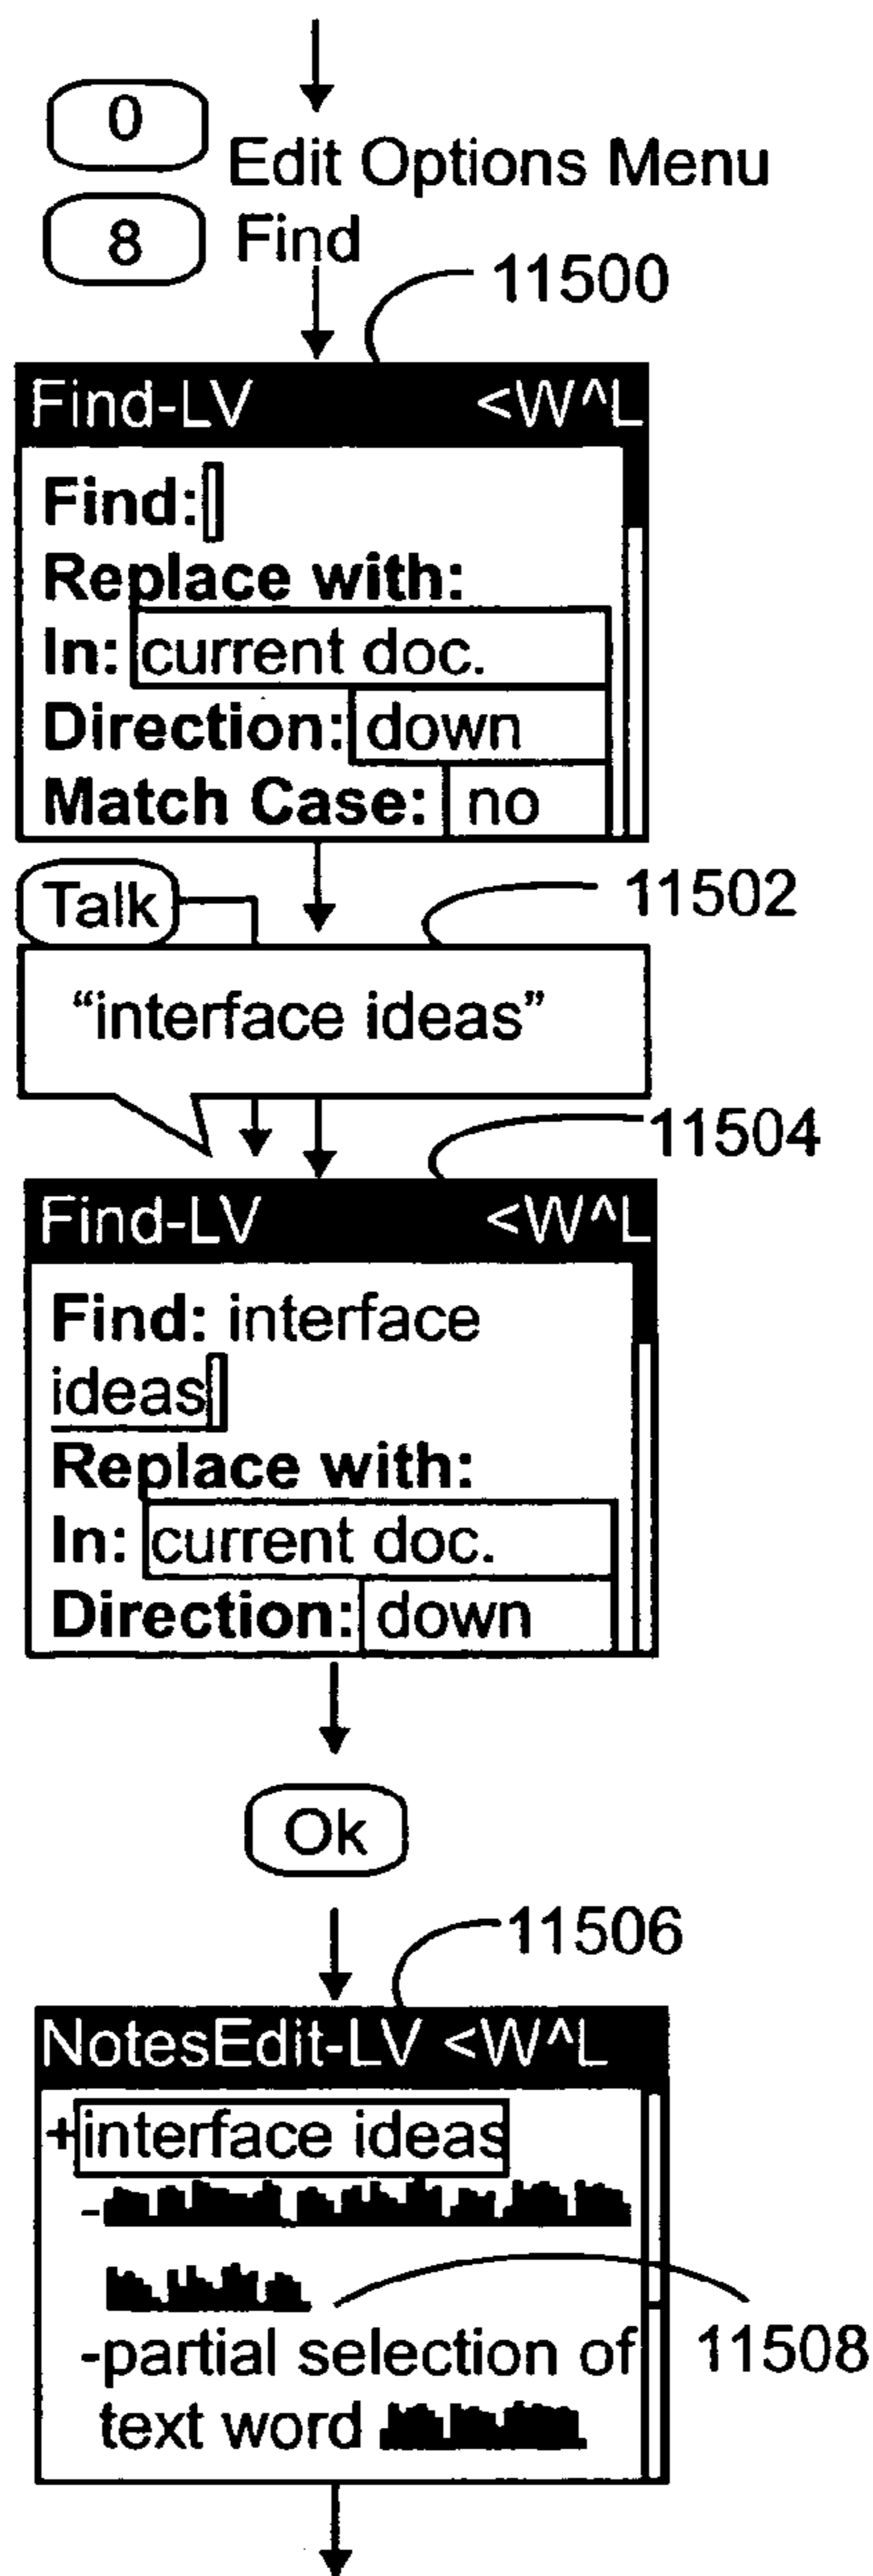 0
Edit Options Menu
8 Find
11500
Find-LV <W^L
Find:
Replace with:
In: current doc.
Direction: down
Match Case: no
Talk
11502
“interface ideas”
11504
Find-LV <W^L
Find: interface
ideas
Replace with:
In: current doc.
Direction: down
Ok
11506
NotesEdit-LV <W^L
+interface ideas
-
-partial selection of
text word
11508